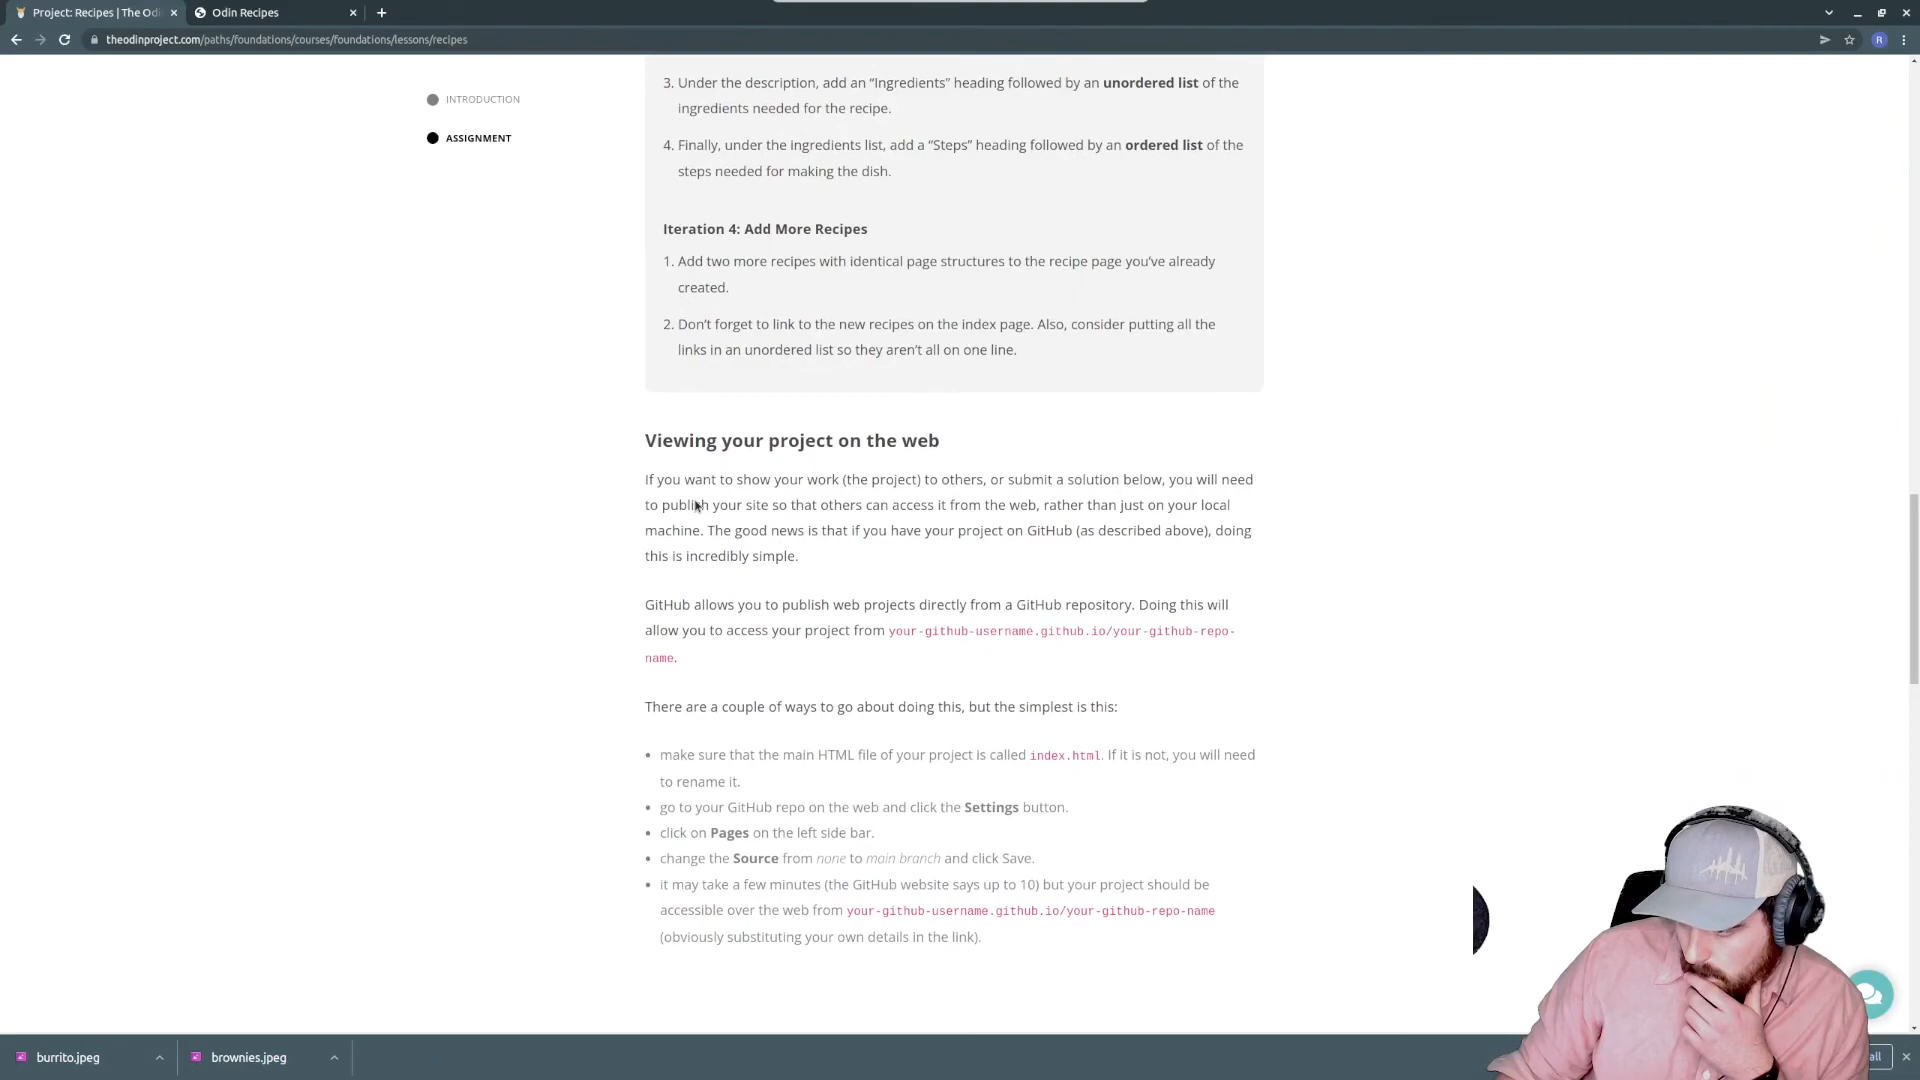 Project: Recipes | The Odi
Odin Recipes
theodinproject.com/paths/foundations/courses/foundations/lessons/recipes
R
INTRODUCTION
ASSIGNMENT
3. Under the description, add an “Ingredients” heading followed by an unordered list of the
ingredients needed for the recipe.
4. Finally, under the ingredients list, add a “Steps” heading followed by an ordered list of the
steps needed for making the dish.
Iteration 4: Add More Recipes
1. Add two more recipes with identical page structures to the recipe page you’ve already
created.
2. Don’t forget to link to the new recipes on the index page. Also, consider putting all the
links in an unordered list so they aren’t all on one line.
Viewing your project on the web
If you want to show your work (the project) to others, or submit a solution below, you will need
to publish your site so that others can access it from the web, rather than just on your local
machine. The good news is that if you have your project on GitHub (as described above), doing
this is incredibly simple.
GitHub allows you to publish web projects directly from a GitHub repository. Doing this will
allow you to access your project from your-github-username.github.io/your-github-repo-
name.
There are a couple of ways to go about doing this, but the simplest is this:
• make sure that the main HTML file of your project is called index.html. If it is not, you will need
to rename it.
• go to your GitHub repo on the web and click the Settings button.
• click on Pages on the left side bar.
• change the Source from none to main branch and click Save.
• it may take a few minutes (the GitHub website says up to 10) but your project should be
accessible over the web from your-github-username.github.io/your-github-repo-name
(obviously substituting your own details in the link).
burrito.jpeg
brownies.jpeg
all